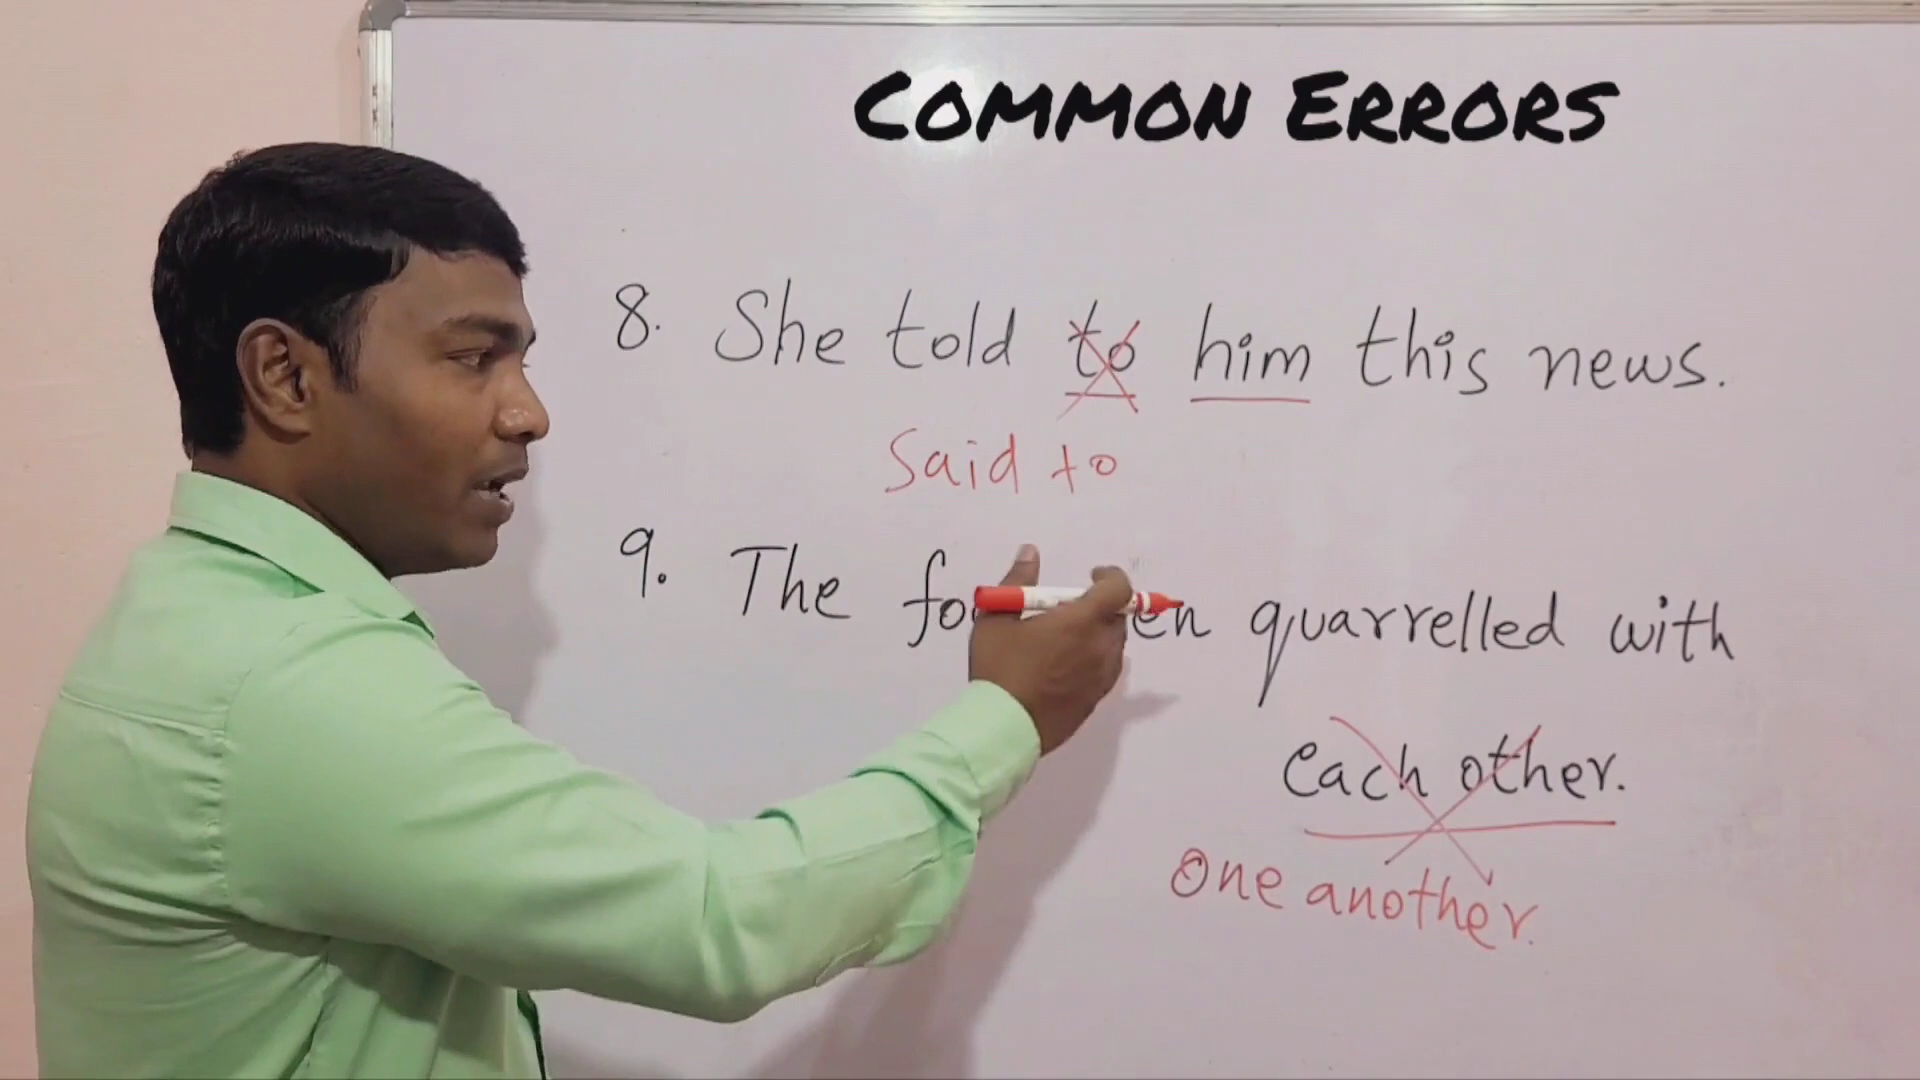 COMMON ERRORS
8. She told to him this news.
Said to
9. The quarrelled with
each other.
One another.